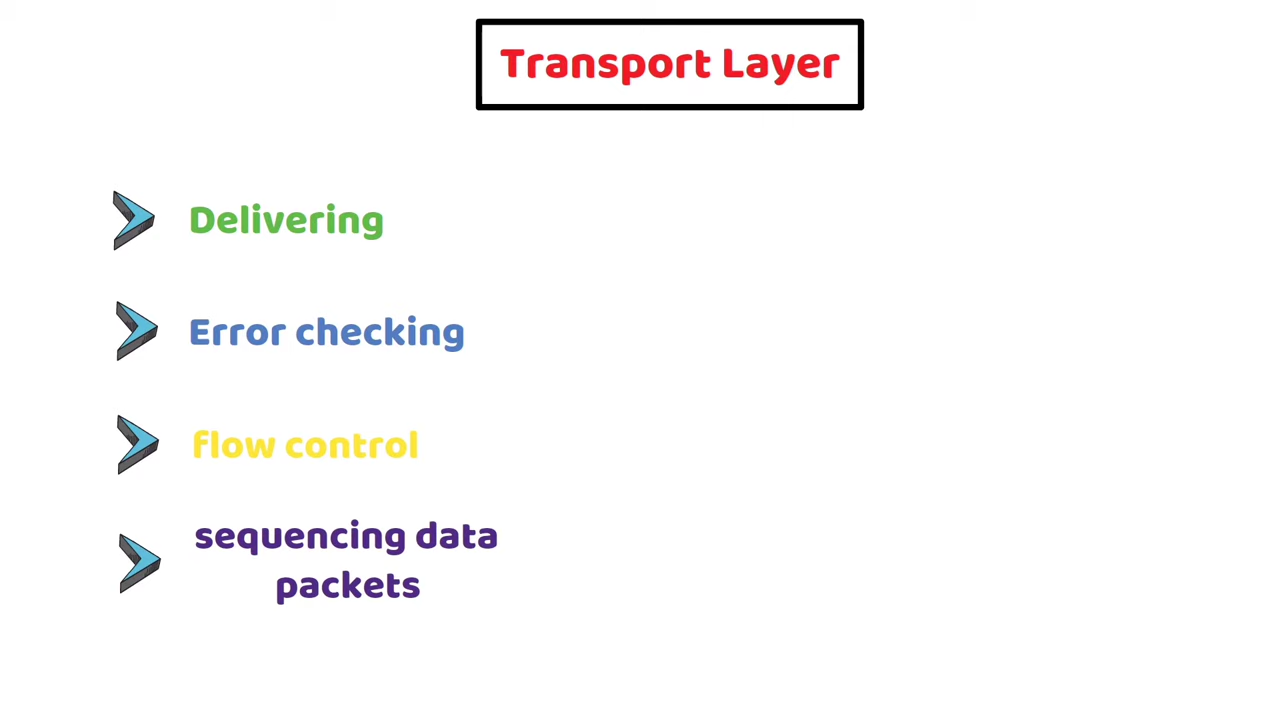 Transport Layer
Delivering
Error checking
flow control
sequencing data
packets